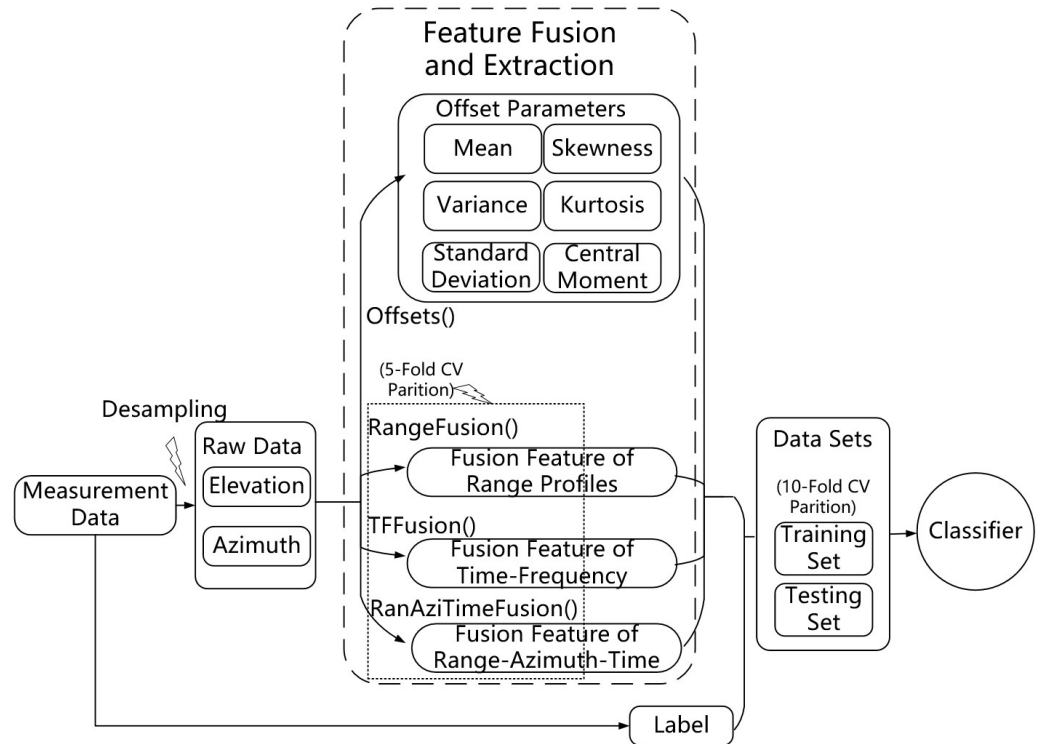 Feature Fusion
and Extraction
Offset Parameters
Mean
Skewness
Variance
Kurtosis
Standard
Deviation
Central
Moment
Offsets()
(5-Fold CV
Parition)
Desampling
RangeFusion()
Raw Data
Data Sets
Elevation
Fusion Feature of
Range Profiles
Measurement
Data
(10-Fold CV
Parition)
TFFusion()
Azimuth
Fusion Feature of
Time-Frequency
Training
Set
Classifier
RanAziTimeFusion()
Testing
Set
Fusion Feature of
Range-Azimuth-Time
Label